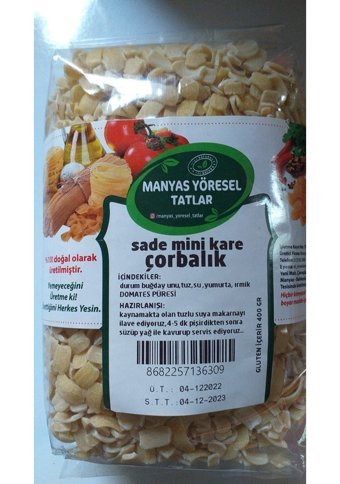 MANYAS YÖRESEL
TATLAR
/manyas_yoresel_tatlar
sade mini kare
çorbalık
İÇİNDEKİLER:
durum buğday unu,tuz,su ,yumurta, ırmik
DOMATES PÜRESİ
HAZIRLANIŞI:
kaynamakta olan tuzlu suya makarnayı
ilave ediyoruz,4-5 dk pişirdikten sonra
süzüp yağ ile kavurup servis ediyoruz..
8682257136309
Ü.T.: 04-122022
S.T.T.:04-12-2023
GLUTEN İÇERİR 400 GR
doğal olarak
üretilmiştir.
Yemeyeceğini
Üretme ki!
Herkes Yesin.